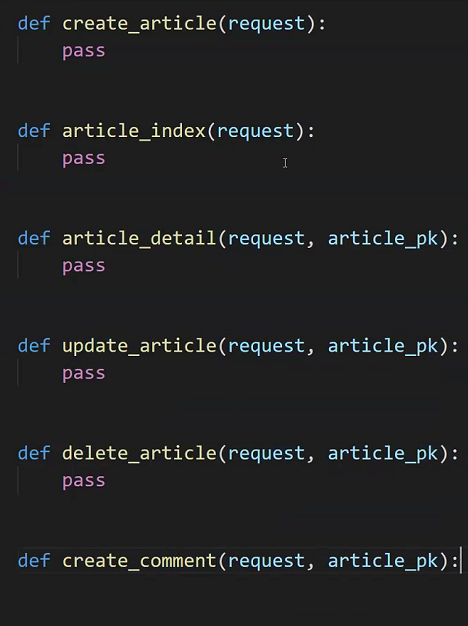 def create_article(request):
    pass
def article_index(request):
    pass
def article_detail(request, article_pk):
    pass
def update_article(request, article_pk):
    pass
def delete_article(request, article_pk):
    pass
def create_comment(request, article_pk):